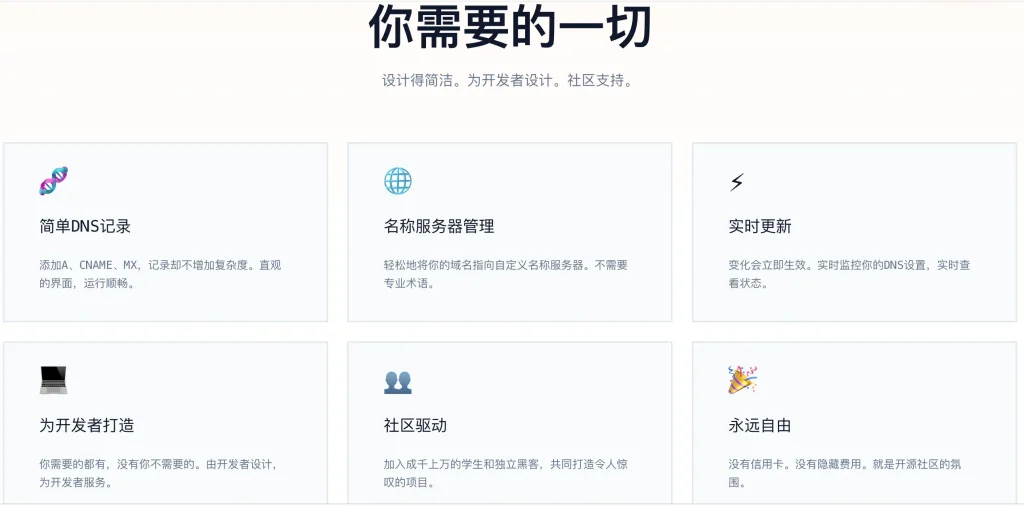 你需要的一切
设计得简洁。为开发者设计。社区支持。
简单DNS记录
添加A、CNAME、MX，记录却不增加复杂度。直观
的界面，运行顺畅。
名称服务器管理
轻松地将你的域名指向自定义名称服务器。不需要
专业术语。
实时更新
变化会立即生效。实时监控你的DNS设置，实时查
看状态。
为开发者打造
你需要的都有，没有你不需要的。由开发者设计，
为开发者服务。
社区驱动
加入成千上万的学生和独立黑客，共同打造令人惊
叹的项目。
永远自由
没有信用卡。没有隐藏费用。就是开源社区的氛
围。